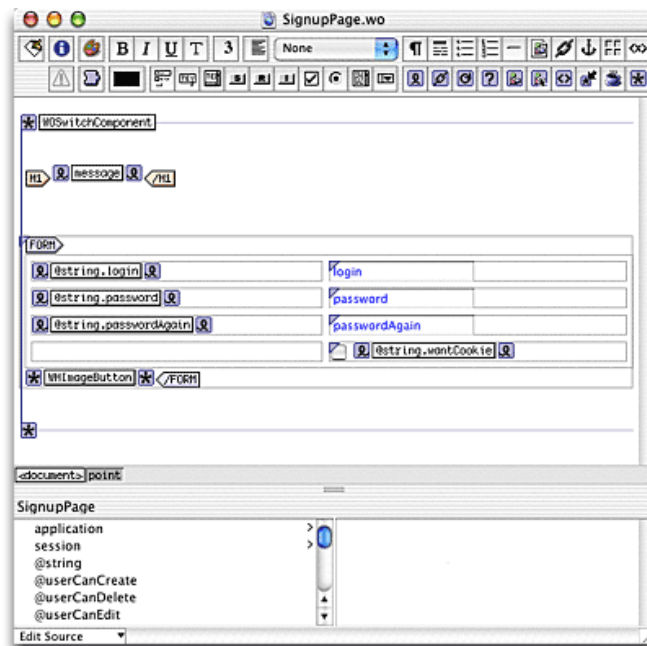 SignupPage.wo
B I U T 3 None
WOSwitchComponent
H1 message /H1
FORM
@string.login login
@string.password password
@string.passwordAgain passwordAgain
@string.wantCookie
WHImageButton /FORM
<document> point
SignupPage
application >
session >
@string
@userCanCreate
@userCanDelete
@userCanEdit
Edit Source